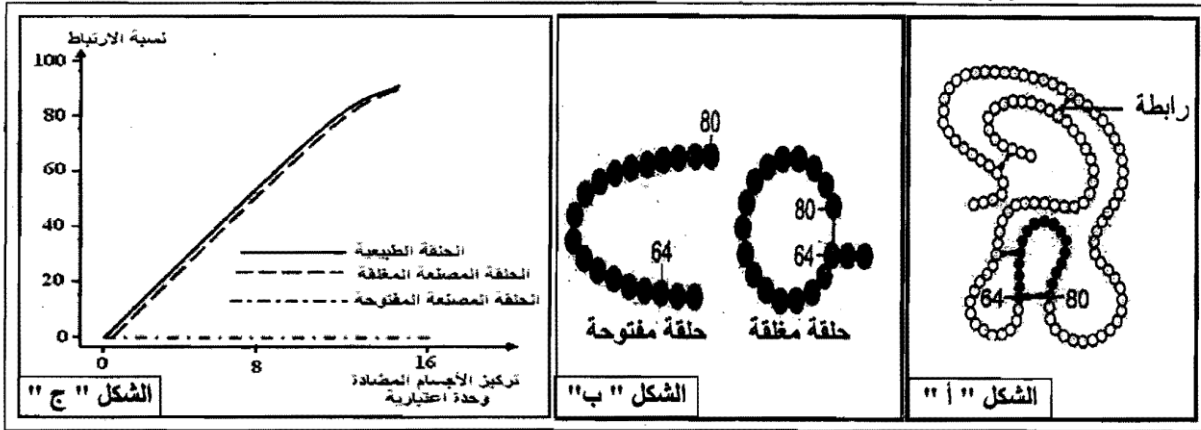 رابطة
64
80
الشكل " أ "
80
64
80
64
حلقة مفتوحة
حلقة مغلقة
الشكل " ب"
نسبة الارتباط
100
80
60
40
20
0
الحلقة الطبيعية
الحلقة المصنعة المغلقة
الحلقة المصنعة المفتوحة
0
8
16
تركيز الأجسام المضادة
وحدة اعتبارية
الشكل " ج "